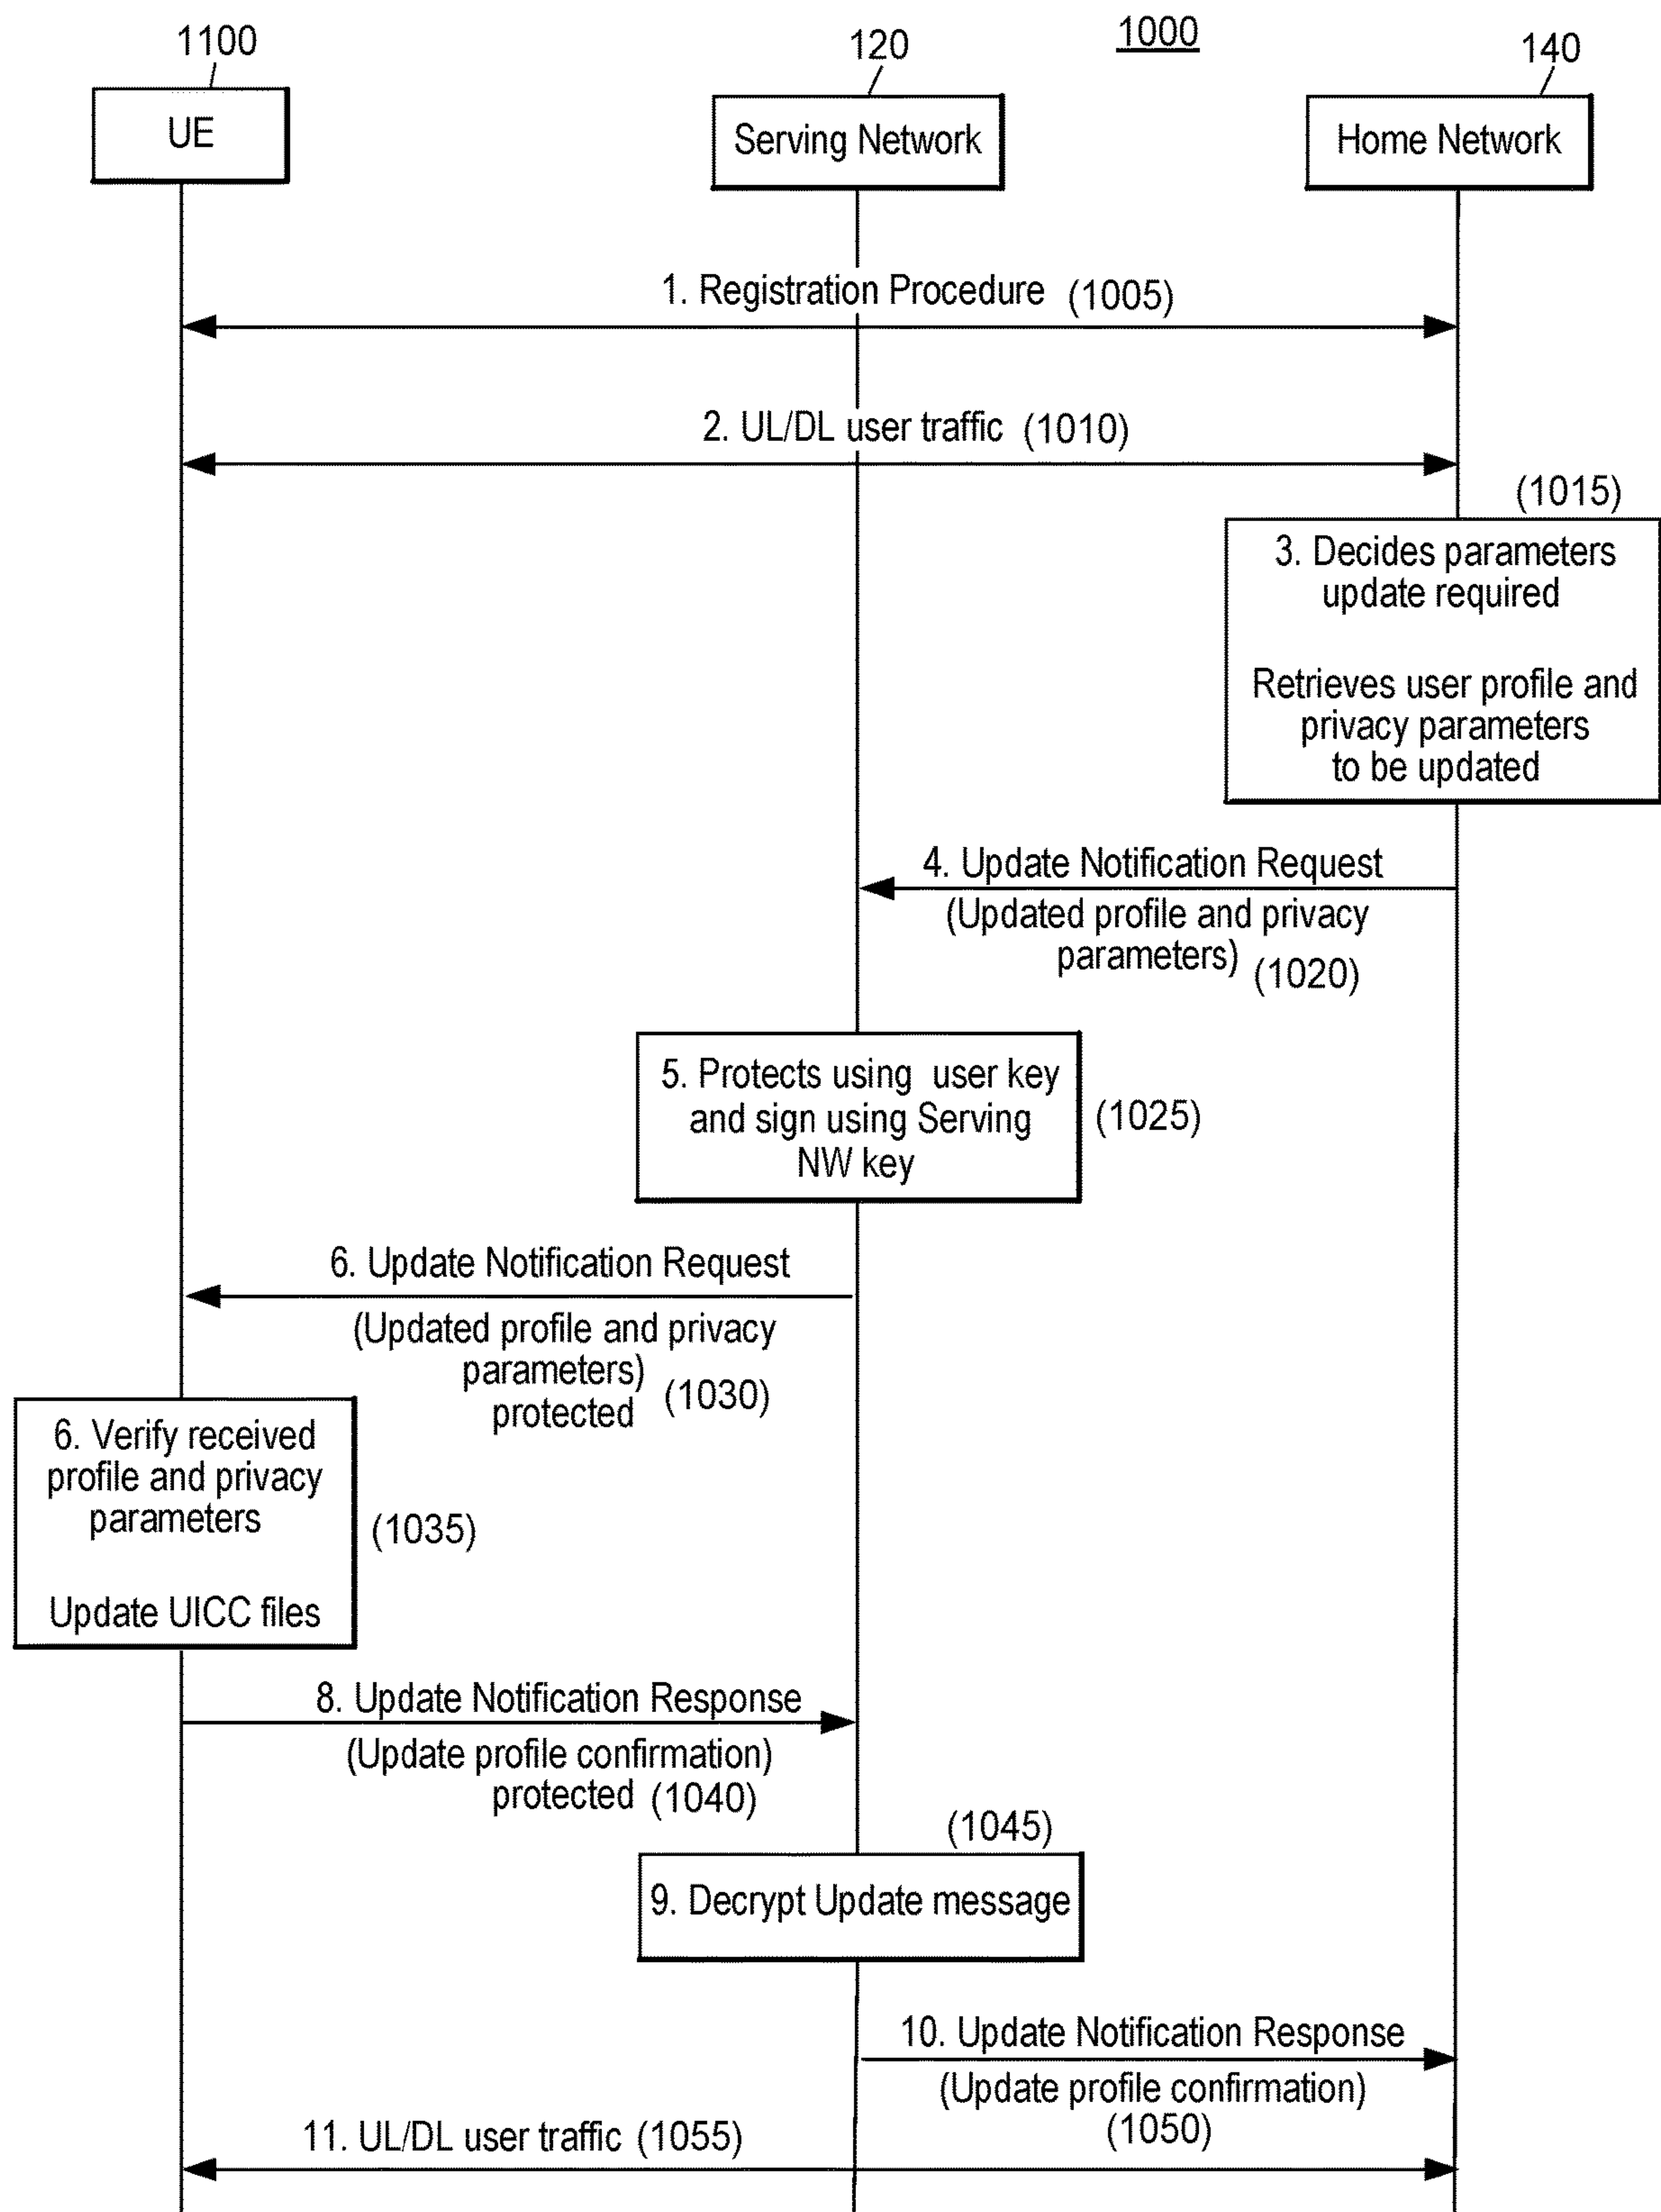 1100
120
1000
140
UE
Serving Network
Home Network
1. Registration Procedure (1005)
2. UL/DL user traffic (1010)
(1015)
3. Decides parameters
update required
Retrieves user profile and
privacy parameters
to be updated
4. Update Notification Request
(Updated profile and privacy
parameters) (1020)
5. Protects using user key
and sign using Serving
NW key
(1025)
6. Update Notification Request
(Updated profile and privacy
parameters)
protected (1030)
6. Verify received
profile and privacy
parameters
Update UICC files
(1035)
8. Update Notification Response
(Update profile confirmation)
protected (1040)
(1045)
9. Decrypt Update message
10. Update Notification Response
(Update profile confirmation)
(1050)
11. UL/DL user traffic (1055)